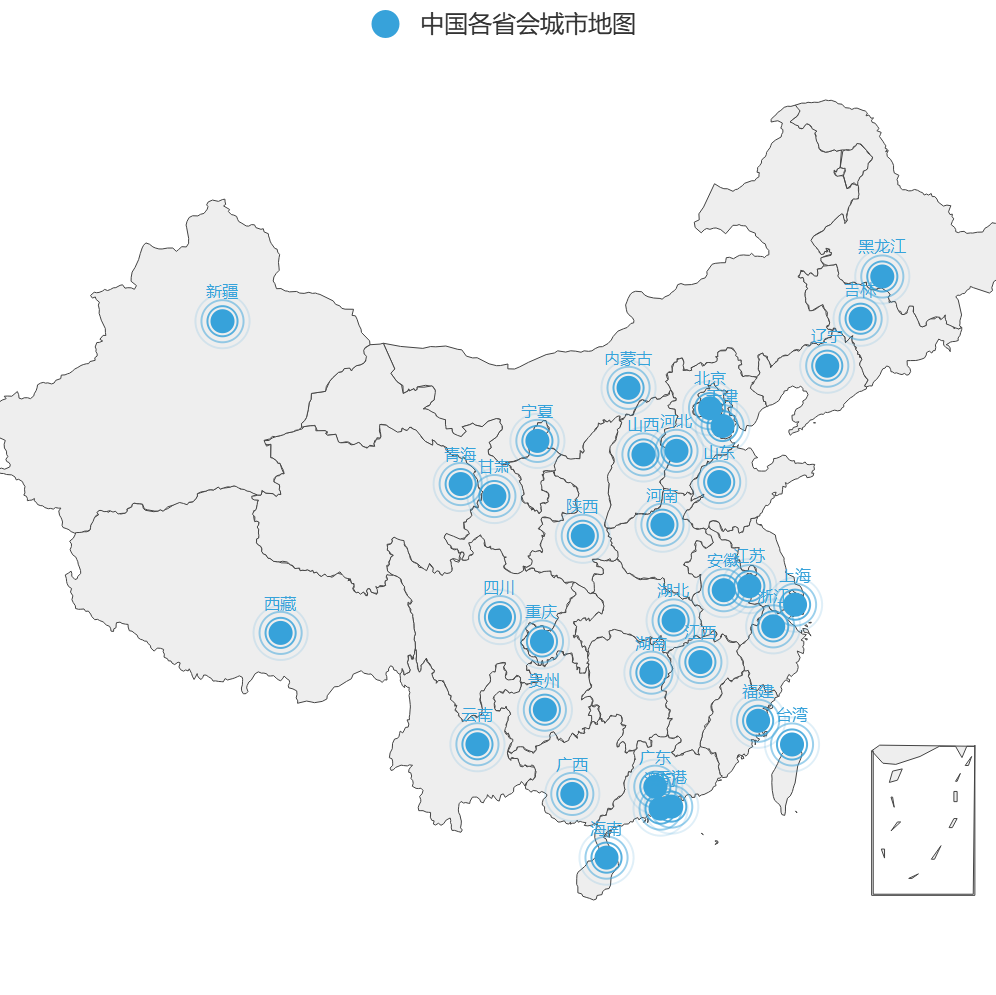 中国各省会城市地图
黑龙江
吉林
新疆
辽宁
内蒙古
北京
天津
宁夏
河北
山西
山东
青海
甘肃
河南
陕西
江苏
安徽
上海
四川
湖北
浙江
西藏
重庆
江西
湖南
贵州
福建
云南
台湾
广东
广西
香港
海南